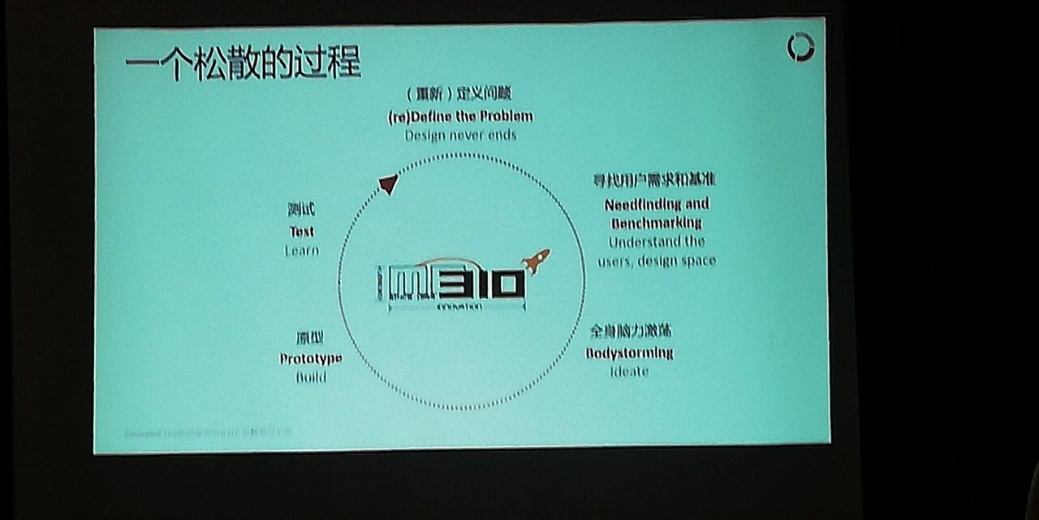 一个松散的过程
（重新）定义问题
(re)Define the Problem
Design never ends
寻找用户需求和基准
Needfinding and
Benchmarking
Understand the
users, design space
全身脑力激荡
Bodystorming
Ideate
原型
Prototype
Build
测试
Test
Learn
ME310
innovation